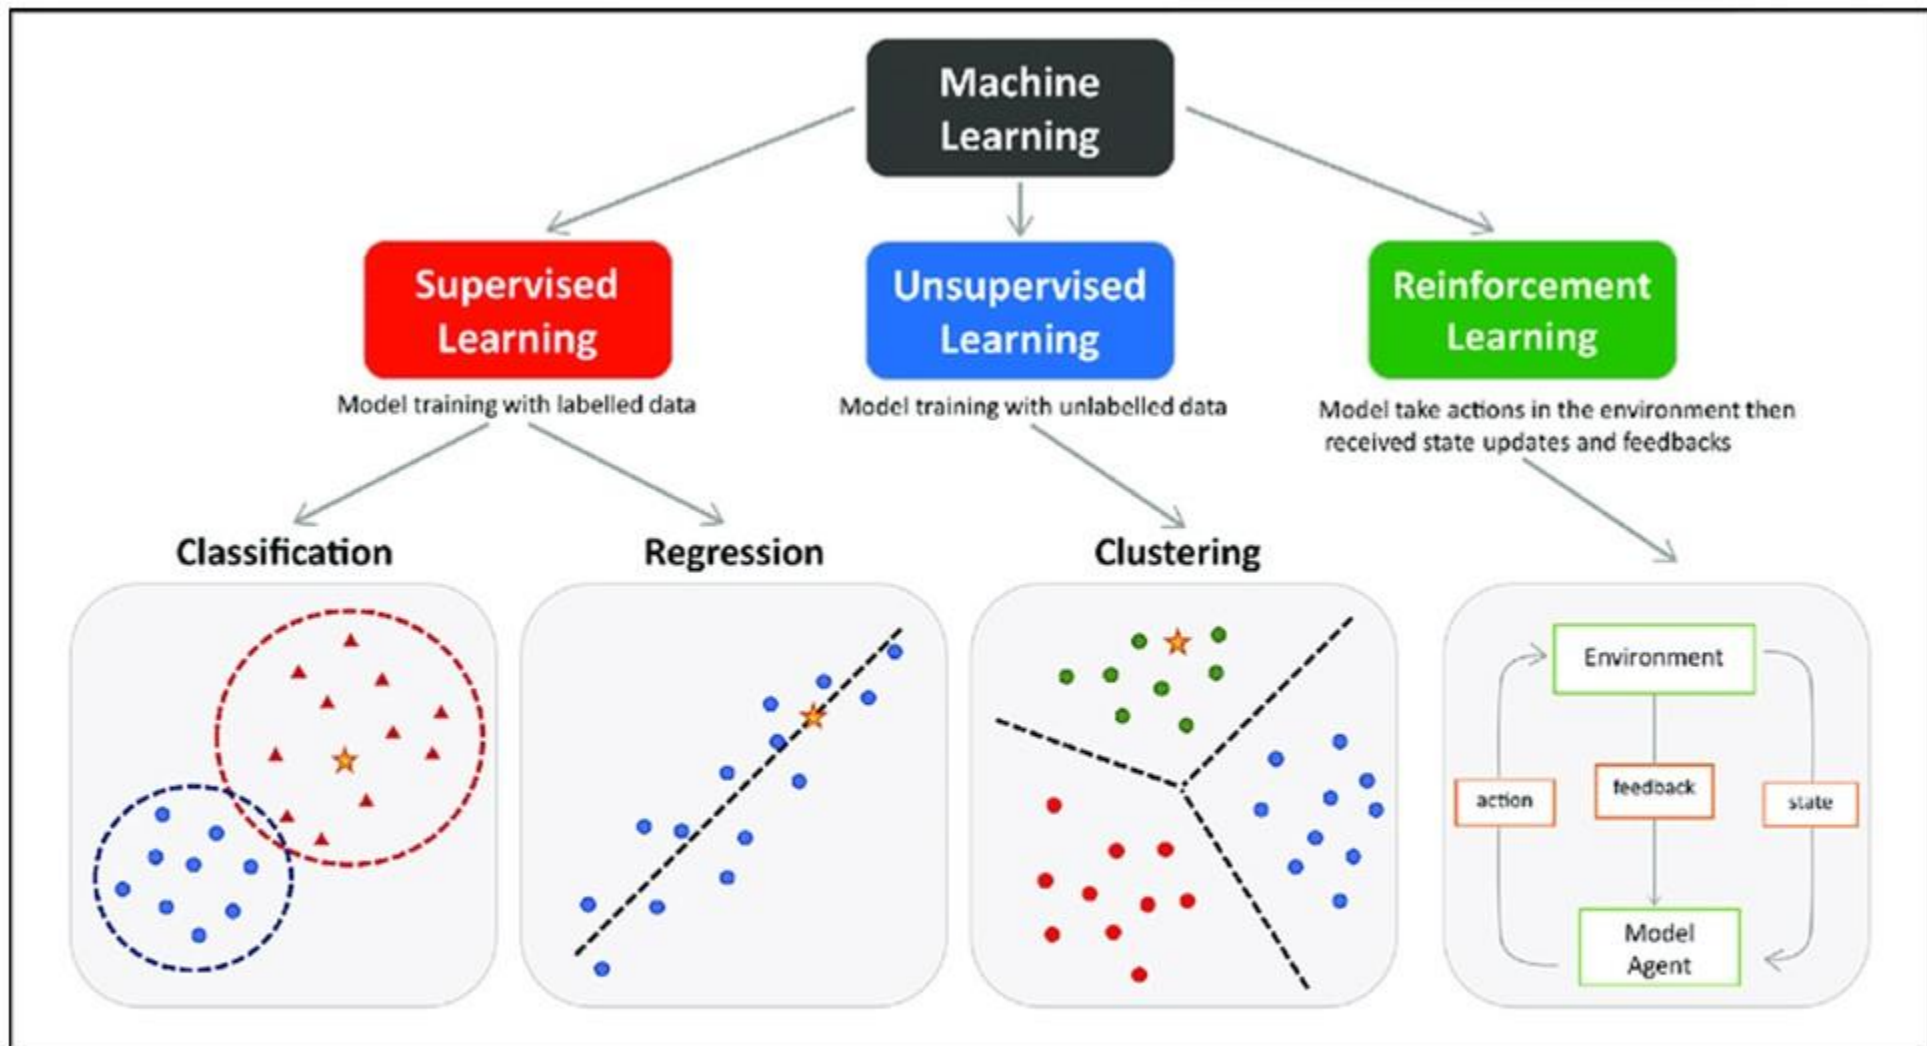 Machine
Learning
Supervised
Learning
Unsupervised
Learning
Reinforcement
Learning
Model training with labelled data
Model training with unlabelled data
Model take actions in the environment then
received state updates and feedbacks
Classification
Regression
Clustering
Environment
action
feedback
state
Model
Agent